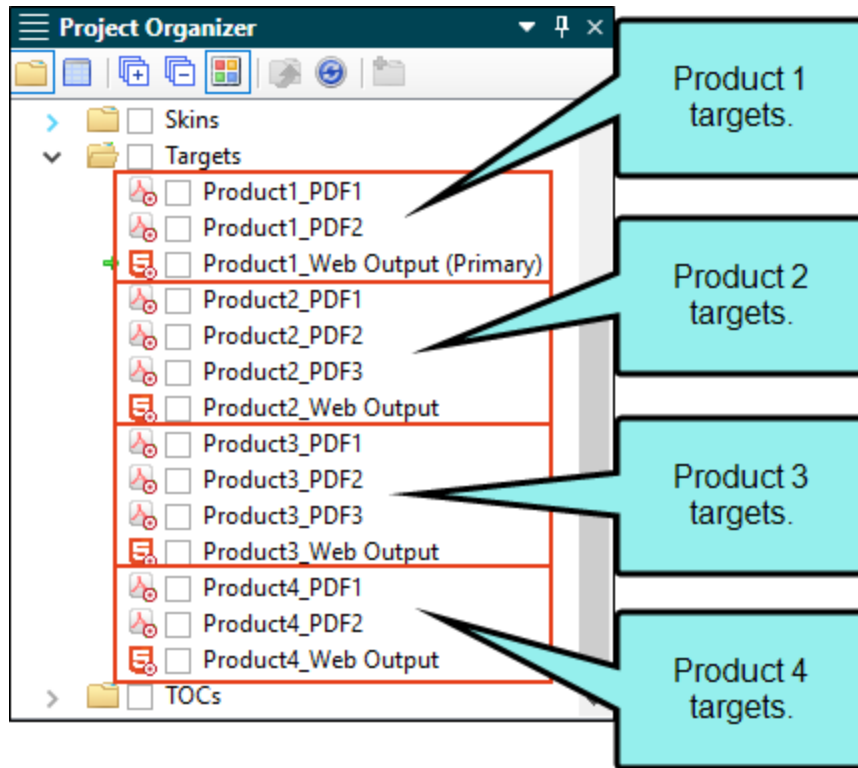 Project Organizer
Skins
Targets
Product1_PDF1
Product1_PDF2
Product1_Web Output (Primary)
Product2_PDF1
Product2_PDF2
Product2_PDF3
Product2_Web Output
Product3_PDF1
Product3_PDF2
Product3_PDF3
Product3_Web Output
Product4_PDF1
Product4_PDF2
Product4_Web Output
TOCs
Product 1
targets.
Product 2
targets.
Product 3
targets.
Product 4
targets.